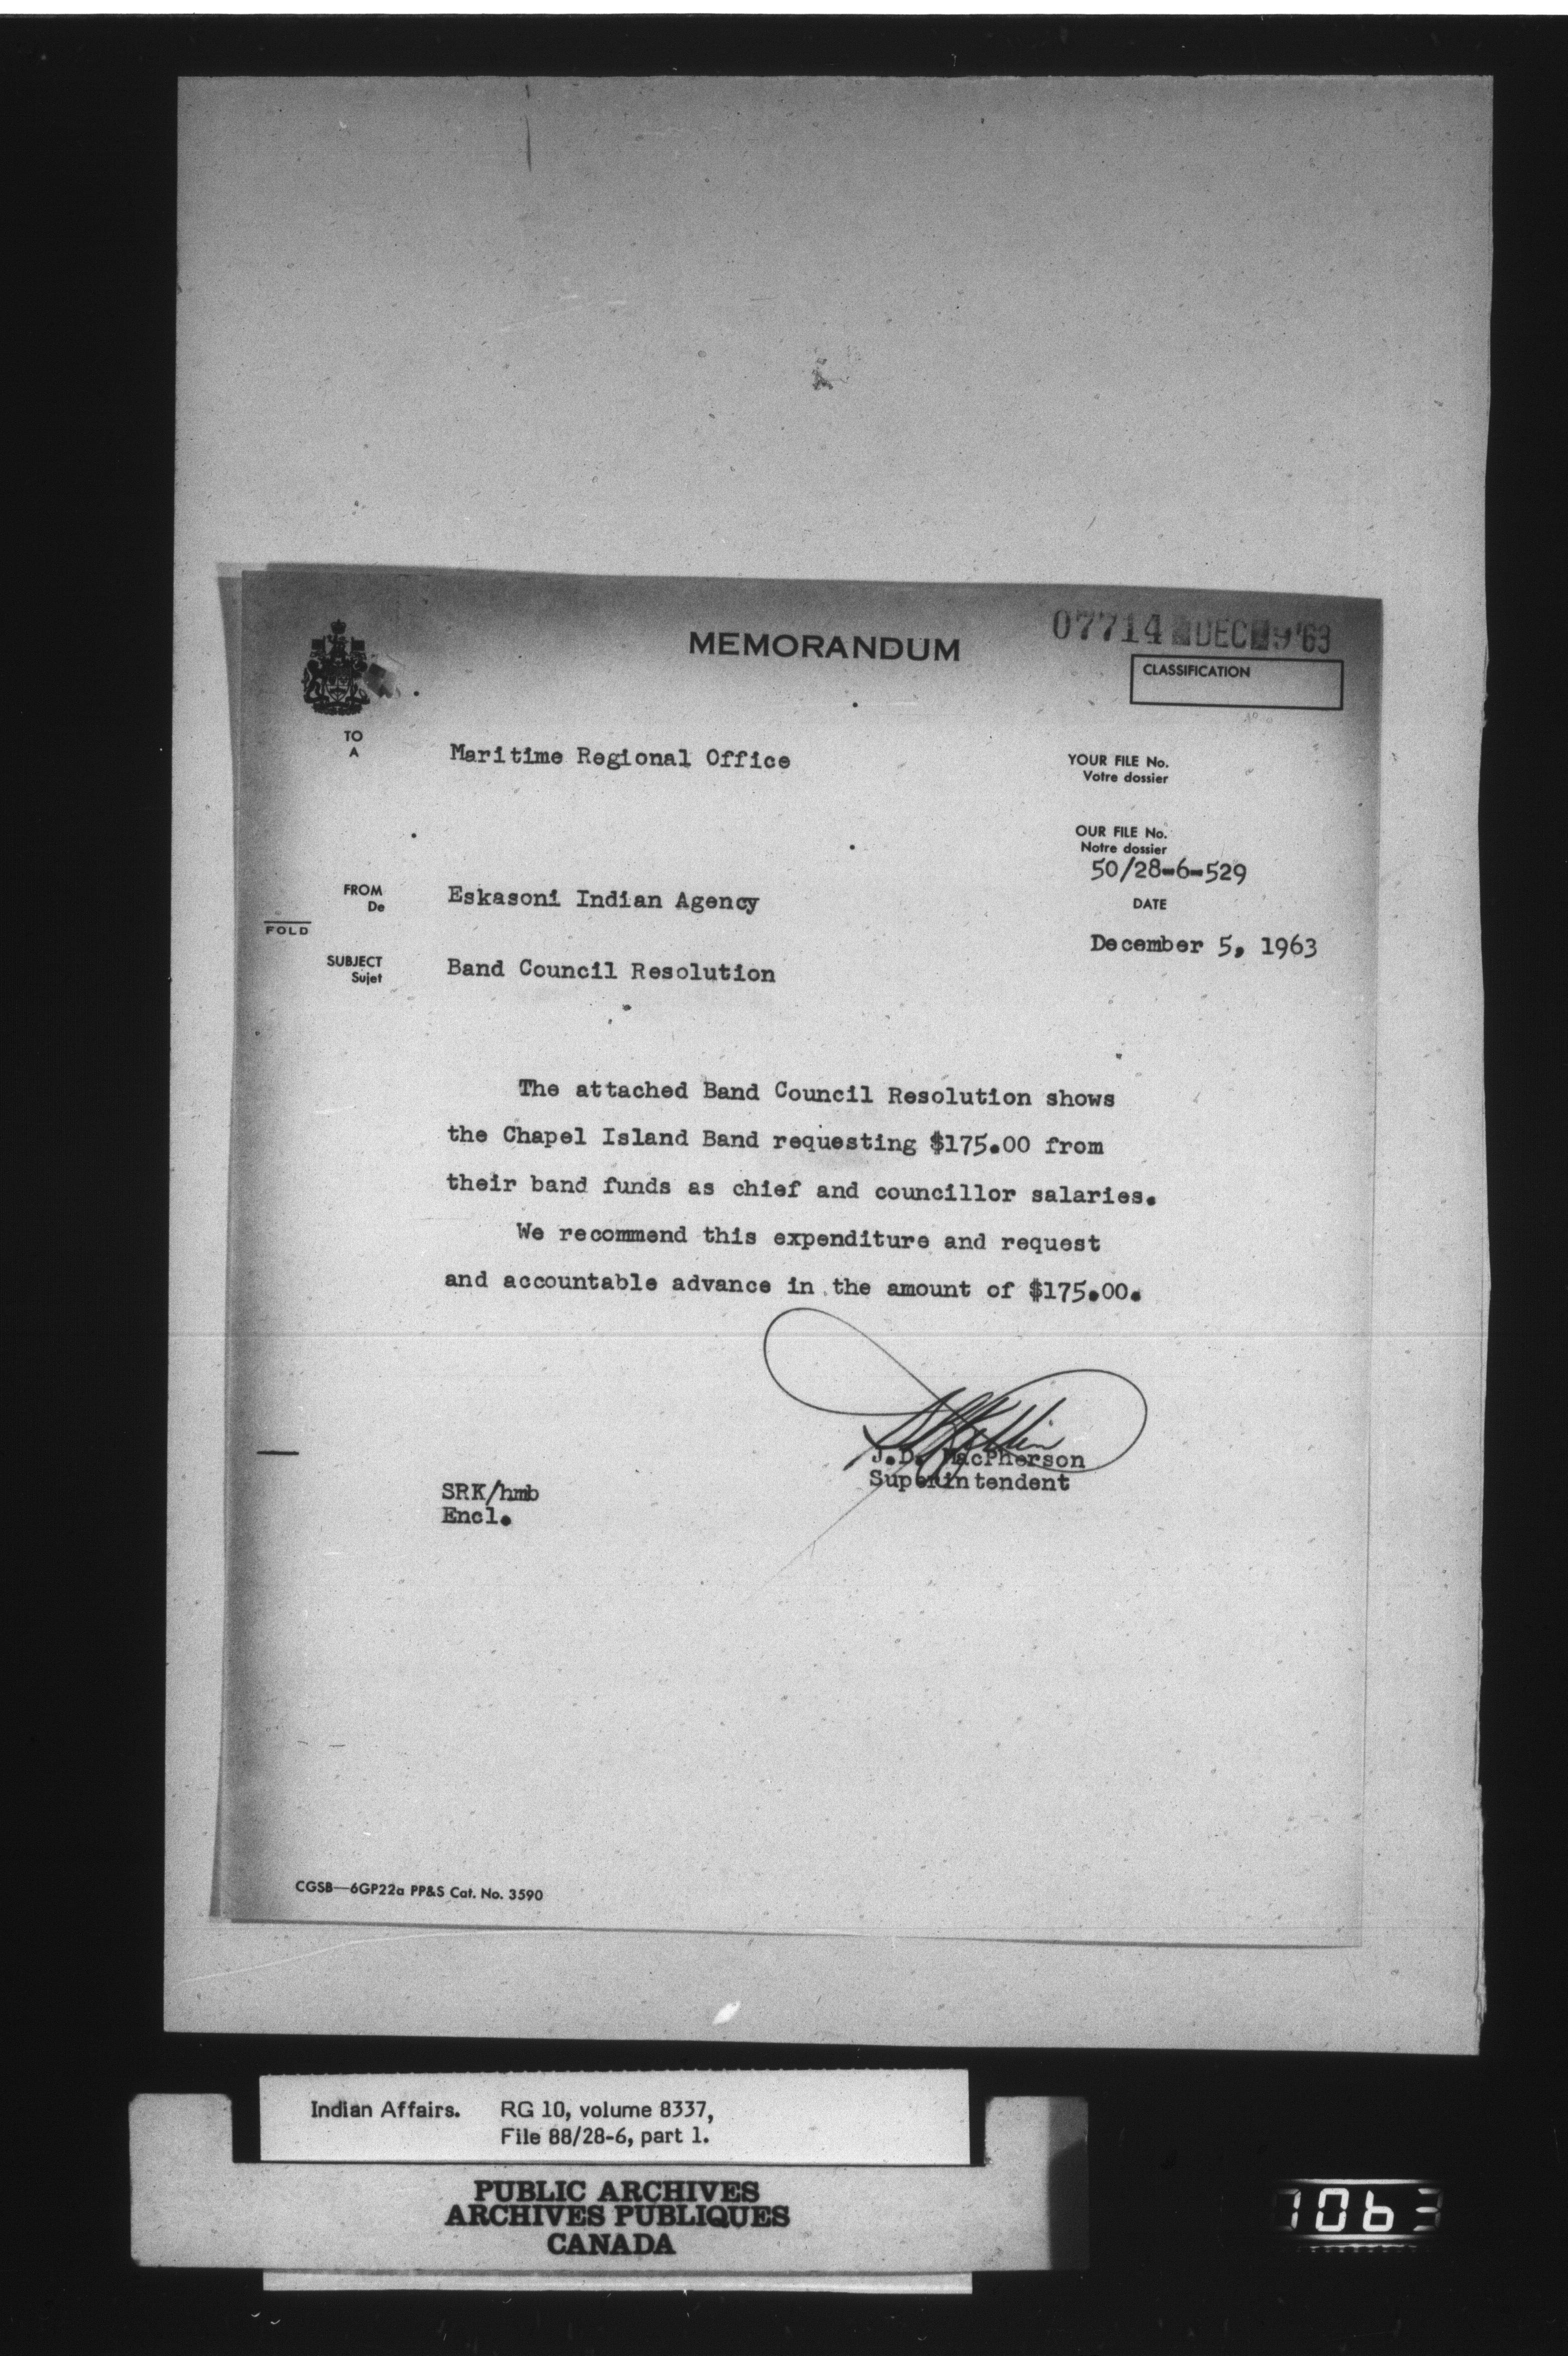 MEMORANDUM
07714 DEC 9'63
CLASSIFICATION
TO
A
Maritime Regional Office
YOUR FILE No.
Votre dossier
OUR FILE No.
Notre dossier
50/28-6-529
FROM
De
Eskasoni Indian Agency
DATE
FOLD
December 5, 1963
SUBJECT
Sujet
Band Council Resolution
The attached Band Council Resolution shows
the Chapel Island Band requesting $175.00 from
their band funds as chief and councillor salaries.
We recommend this expenditure and request
and accountable advance in the amount of $175.00.
J.D. MacPherson
Superintendent
SRK/hmb
Encl.
CGSB—6GP22a PP&S Cat. No. 3590
Indian Affairs. RG 10, volume 8337,
File 88/28-6, part 1.
PUBLIC ARCHIVES
ARCHIVES PUBLIQUES
CANADA
1063